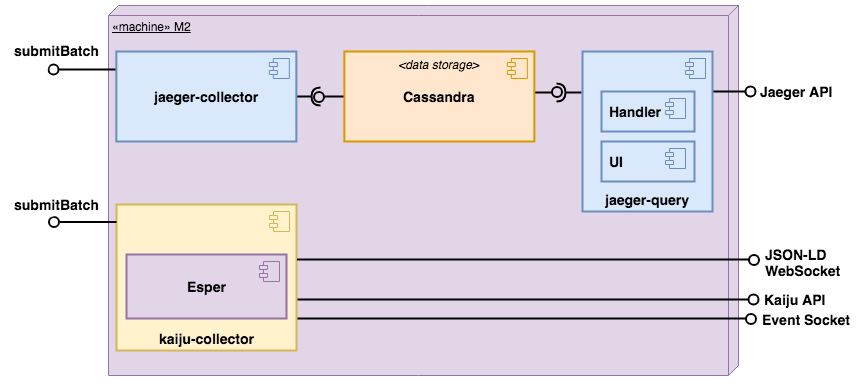 «machine» M2
submitBatch
jaeger-collector
<data storage>
Cassandra
Handler
UI
jaeger-query
Jaeger API
submitBatch
Esper
kaiju-collector
JSON-LD
WebSocket
Kaiju API
Event Socket